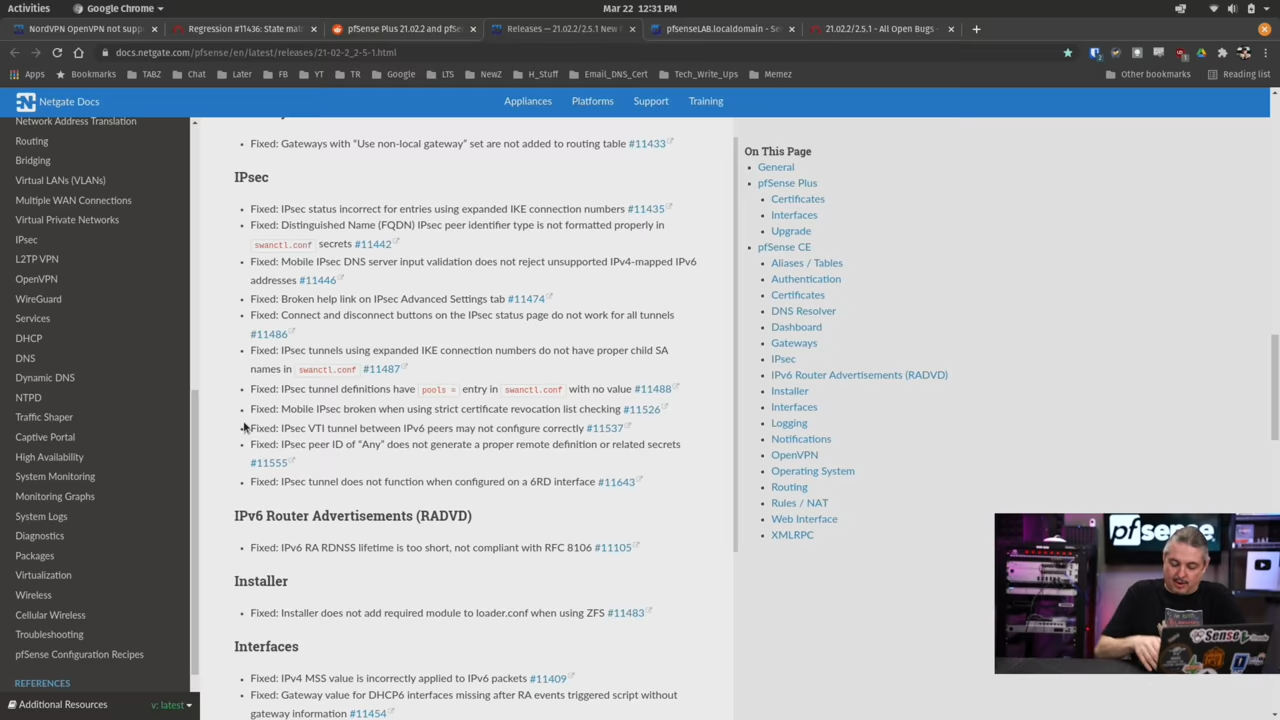 Activities
Google Chrome
Mar 22 12:31 PM
NordVPN OpenVPN not supp
Regression #11436: State mat
pfSense Plus 21.02.2 and pfSe
Releases — 21.02.2/2.5.1 New F
pfsenseLAB.localdomain - Se
21.02.2/2.5.1 - All Open Bugs -
docs.netgate.com/pfsense/en/latest/releases/21-02-2_2-5-1.html
Apps
Bookmarks
TABZ
Chat
Later
FB
YT
TR
Google
LTS
NewZ
H_Stuff
Email_DNS_Cert
Tech_Write_Ups
Memez
Other bookmarks
Reading list
Netgate Docs
Appliances
Platforms
Support
Training
Network Address Translation
Routing
Bridging
Virtual LANs (VLANs)
Multiple WAN Connections
Virtual Private Networks
IPsec
L2TP VPN
OpenVPN
WireGuard
Services
DHCP
DNS
Dynamic DNS
NTPD
Traffic Shaper
Captive Portal
High Availability
System Monitoring
Monitoring Graphs
System Logs
Diagnostics
Packages
Virtualization
Wireless
Cellular Wireless
Troubleshooting
pfSense Configuration Recipes
REFERENCES
Additional Resources
v: latest
Fixed: Gateways with “Use non-local gateway” set are not added to routing table #11433
IPsec
Fixed: IPsec status incorrect for entries using expanded IKE connection numbers #11435
Fixed: Distinguished Name (FQDN) IPsec peer identifier type is not formatted properly in
swanctl.conf secrets #11442
Fixed: Mobile IPsec DNS server input validation does not reject unsupported IPv4-mapped IPv6
addresses #11446
Fixed: Broken help link on IPsec Advanced Settings tab #11474
Fixed: Connect and disconnect buttons on the IPsec status page do not work for all tunnels
#11486
Fixed: IPsec tunnels using expanded IKE connection numbers do not have proper child SA
names in swanctl.conf #11487
Fixed: IPsec tunnel definitions have pools = entry in swanctl.conf with no value #11488
Fixed: Mobile IPsec broken when using strict certificate revocation list checking #11526
Fixed: IPsec VTI tunnel between IPv6 peers may not configure correctly #11537
Fixed: IPsec peer ID of “Any” does not generate a proper remote definition or related secrets
#11555
Fixed: IPsec tunnel does not function when configured on a 6RD interface #11643
IPv6 Router Advertisements (RADVD)
Fixed: IPv6 RA RDNSS lifetime is too short, not compliant with RFC 8106 #11105
Installer
Fixed: Installer does not add required module to loader.conf when using ZFS #11483
Interfaces
Fixed: IPv4 MSS value is incorrectly applied to IPv6 packets #11409
Fixed: Gateway value for DHCP6 interfaces missing after RA events triggered script without
gateway information #11454
On This Page
General
pfSense Plus
Certificates
Interfaces
Upgrade
pfSense CE
Aliases / Tables
Authentication
Certificates
DNS Resolver
Dashboard
Gateways
IPsec
IPv6 Router Advertisements (RADVD)
Installer
Interfaces
Logging
Notifications
OpenVPN
Operating System
Routing
Rules / NAT
Web Interface
XMLRPC
pfsense